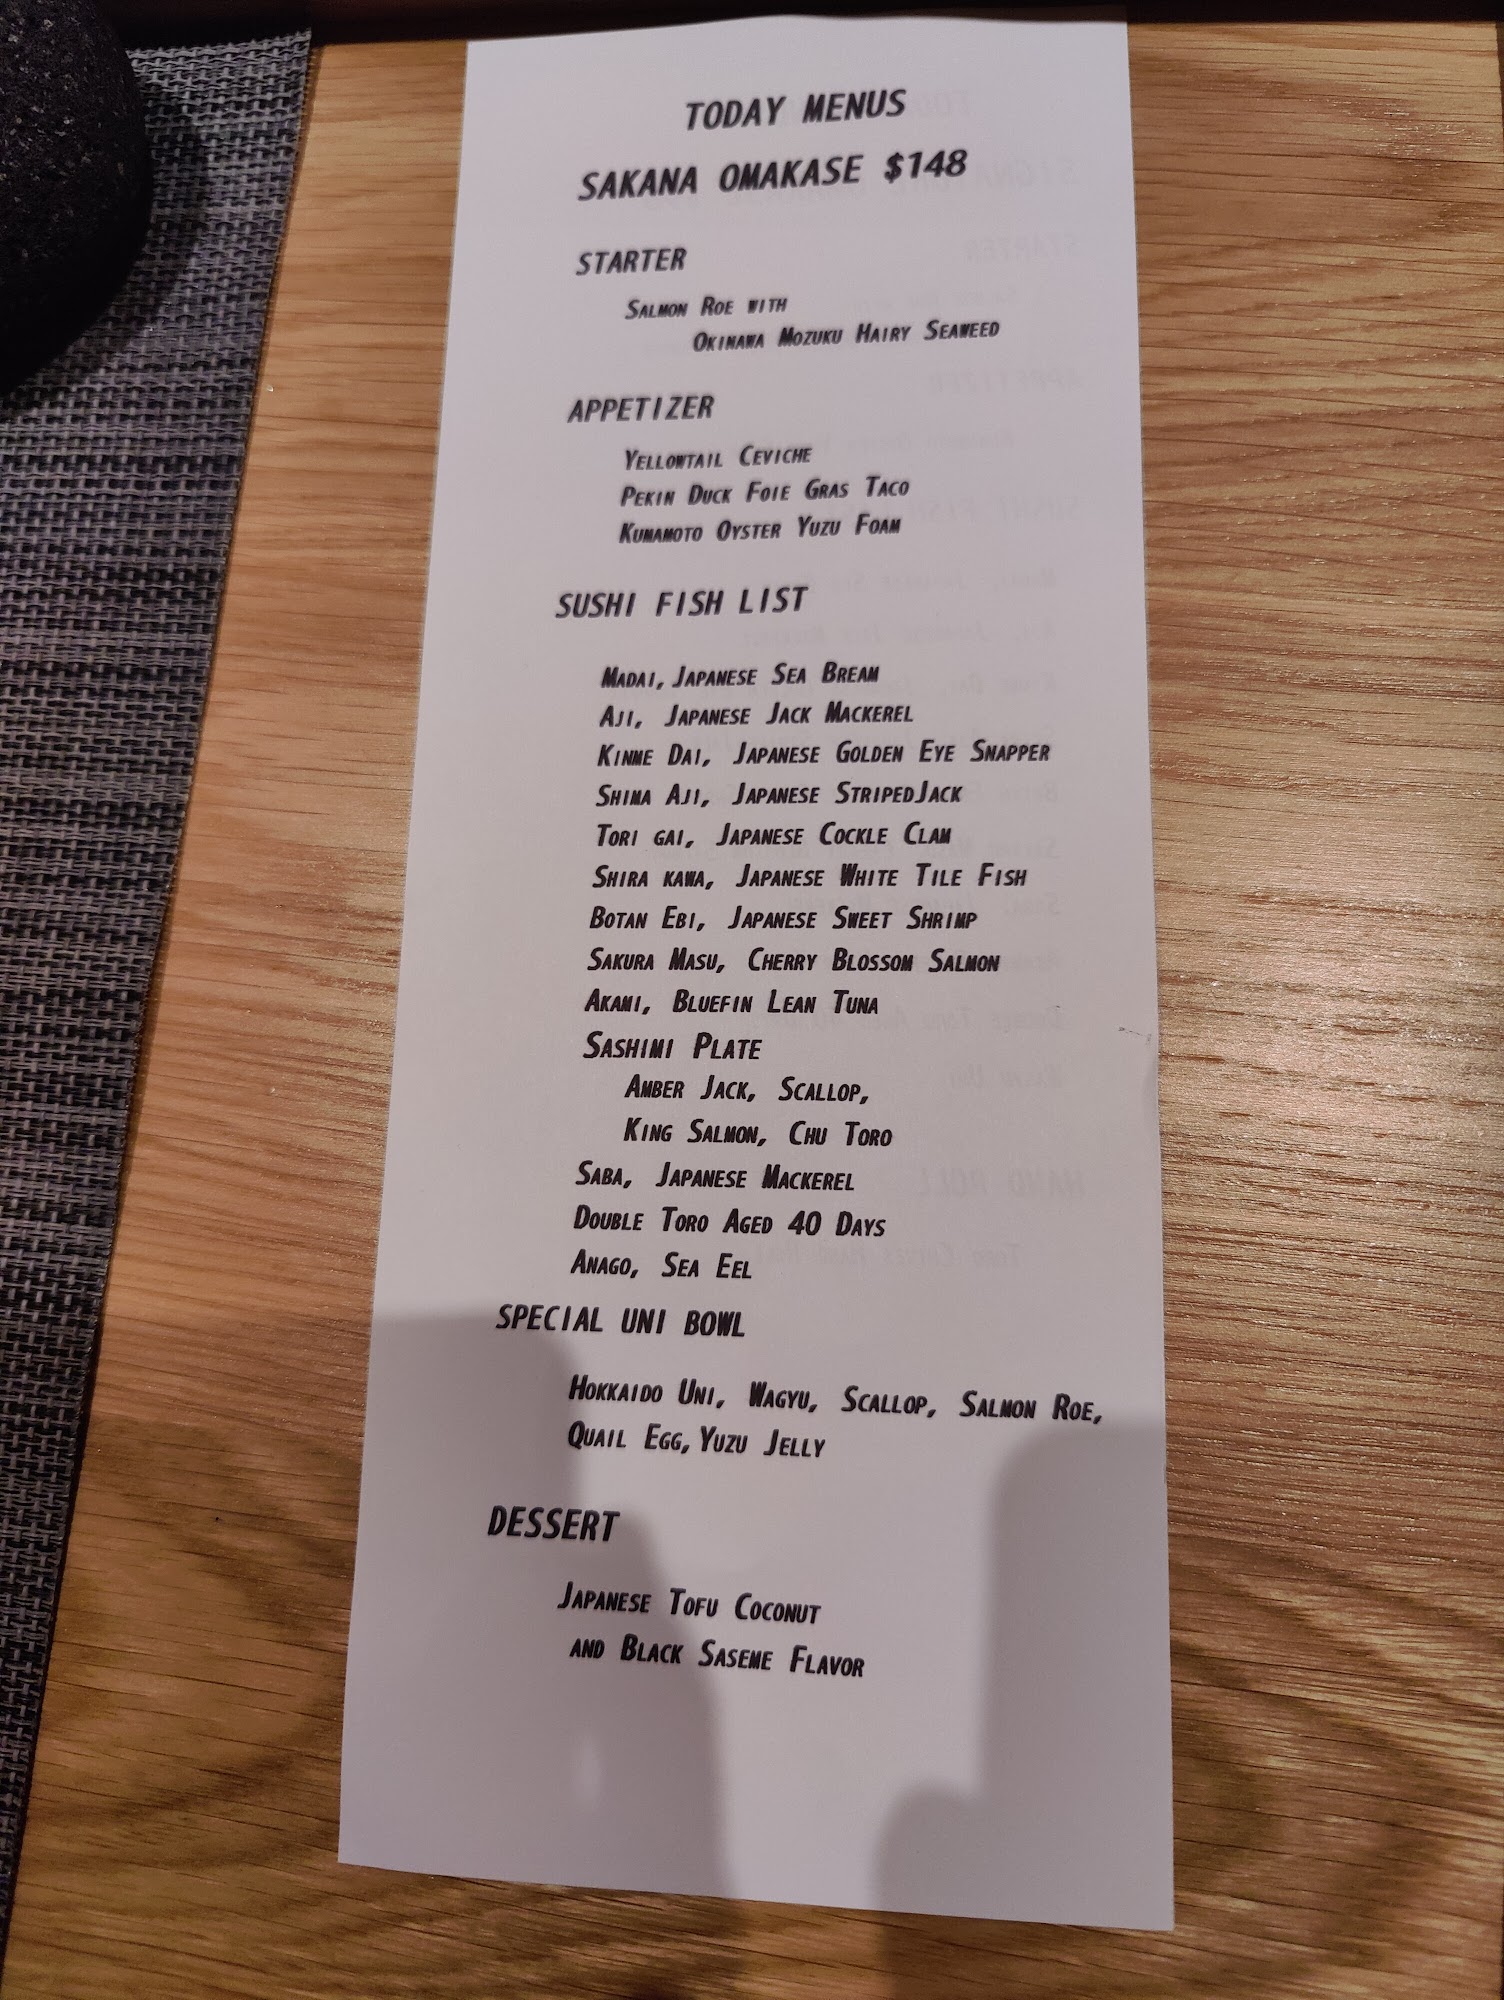 TODAY MENUS
SAKANA OMAKASE $148
STARTER
SALMON ROE WITH
OKINAWA MOZUKU HAIRY SEAWEED
APPETIZER
YELLOWTAIL CEVICHE
PEKIN DUCK FOIE GRAS TACO
KUMAMOTO OYSTER YUZU FOAM
SUSHI FISH LIST
MADAI, JAPANESE SEA BREAM
AJI, JAPANESE JACK MACKEREL
KINME DAI, JAPANESE GOLDEN EYE SNAPPER
SHIMA AJI, JAPANESE STRIPEDJACK
TORI GAI, JAPANESE COCKLE CLAM
SHIRA KAWA, JAPANESE WHITE TILE FISH
BOTAN EBI, JAPANESE SWEET SHRIMP
SAKURA MASU, CHERRY BLOSSOM SALMON
AKAMI, BLUEFIN LEAN TUNA
SASHIMI PLATE
AMBER JACK, SCALLOP,
KING SALMON, CHU TORO
SABA, JAPANESE MACKEREL
DOUBLE TORO AGED 40 DAYS
ANAGO, SEA EEL
SPECIAL UNI BOWL
HOKKAIDO UNI, WAGYU, SCALLOP, SALMON ROE,
QUAIL EGG, YUZU JELLY
DESSERT
JAPANESE TOFU COCONUT
AND BLACK SASEME FLAVOR